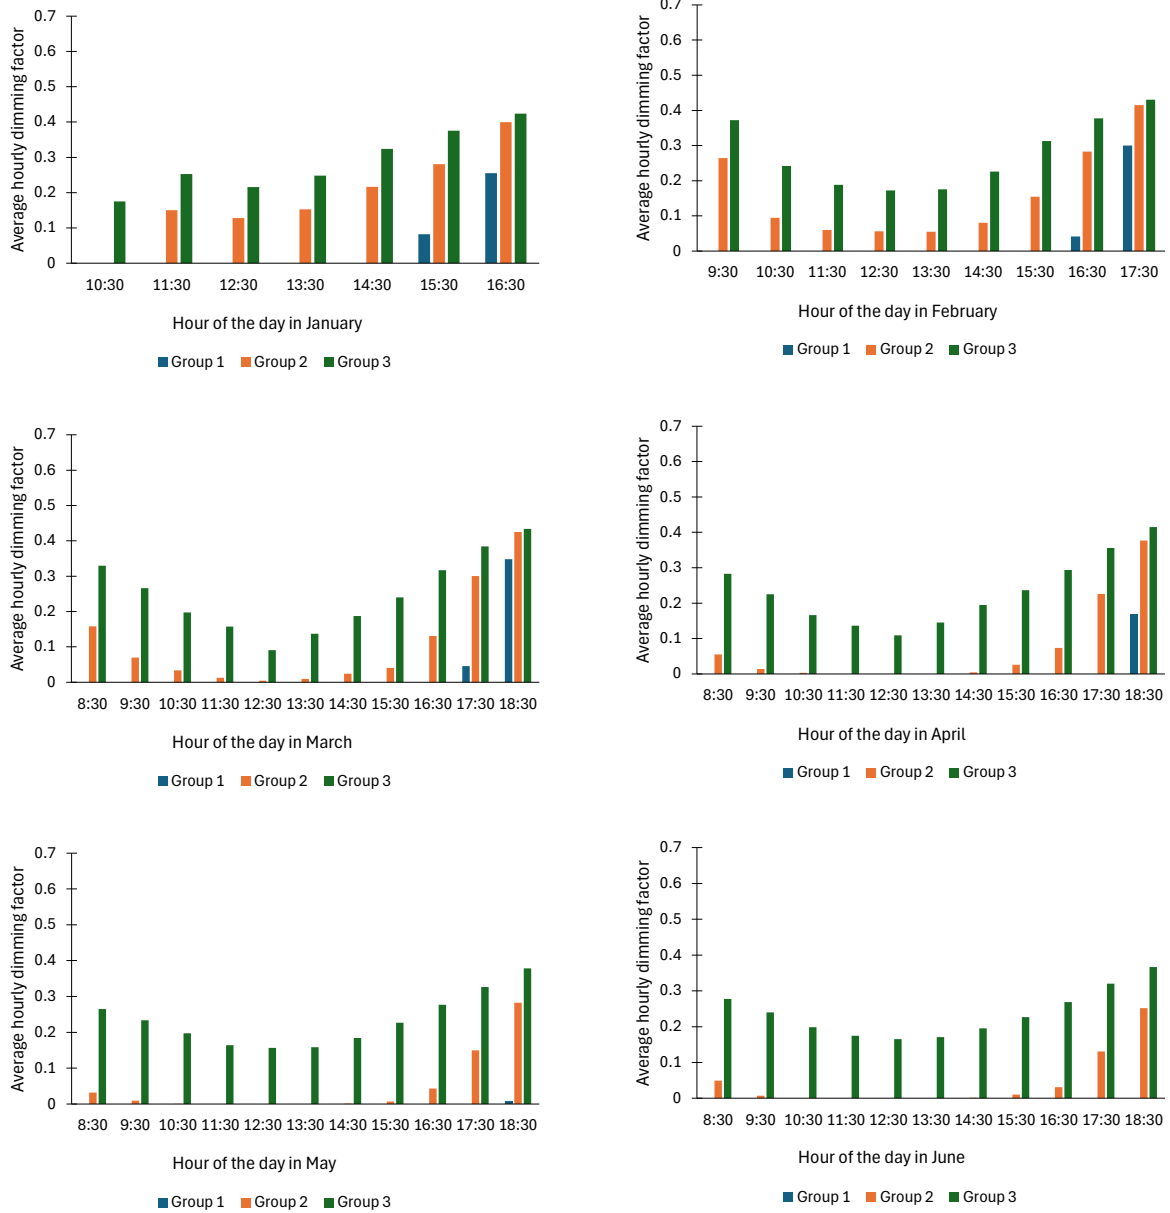 Average hourly dimming factor
0.7
0.6
0.5
0.4
0.3
0.2
0.1
0
10:30 11:30 12:30 13:30 14:30 15:30 16:30
Hour of the day in January
Group 1 Group 2 Group 3
Average hourly dimming factor
0.7
0.6
0.5
0.4
0.3
0.2
0.1
0
9:30 10:30 11:30 12:30 13:30 14:30 15:30 16:30 17:30
Hour of the day in February
Group 1 Group 2 Group 3
Average hourly dimming factor
0.7
0.6
0.5
0.4
0.3
0.2
0.1
0
8:30 9:30 10:30 11:30 12:30 13:30 14:30 15:30 16:30 17:30 18:30
Hour of the day in March
Group 1 Group 2 Group 3
Average hourly dimming factor
0.7
0.6
0.5
0.4
0.3
0.2
0.1
0
8:30 9:30 10:30 11:30 12:30 13:30 14:30 15:30 16:30 17:30 18:30
Hour of the day in April
Group 1 Group 2 Group 3
Average hourly dimming factor
0.7
0.6
0.5
0.4
0.3
0.2
0.1
0
8:30 9:30 10:30 11:30 12:30 13:30 14:30 15:30 16:30 17:30 18:30
Hour of the day in May
Group 1 Group 2 Group 3
Average hourly dimming factor
0.7
0.6
0.5
0.4
0.3
0.2
0.1
0
8:30 9:30 10:30 11:30 12:30 13:30 14:30 15:30 16:30 17:30 18:30
Hour of the day in June
Group 1 Group 2 Group 3